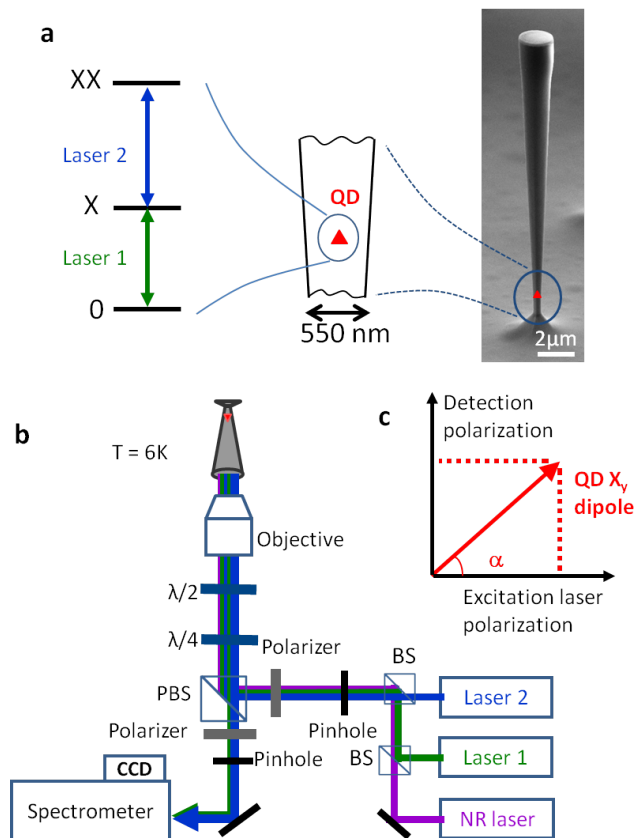 a
XX
Laser 2
X
Laser 1
0
QD
550 nm
2μm
b
T = 6K
Objective
λ/2
λ/4
Polarizer
PBS
BS
Laser 2
Polarizer
Pinhole
Pinhole
BS
Laser 1
CCD
Spectrometer
NR laser
c
Detection
polarization
QD Xy
dipole
α
Excitation laser
polarization